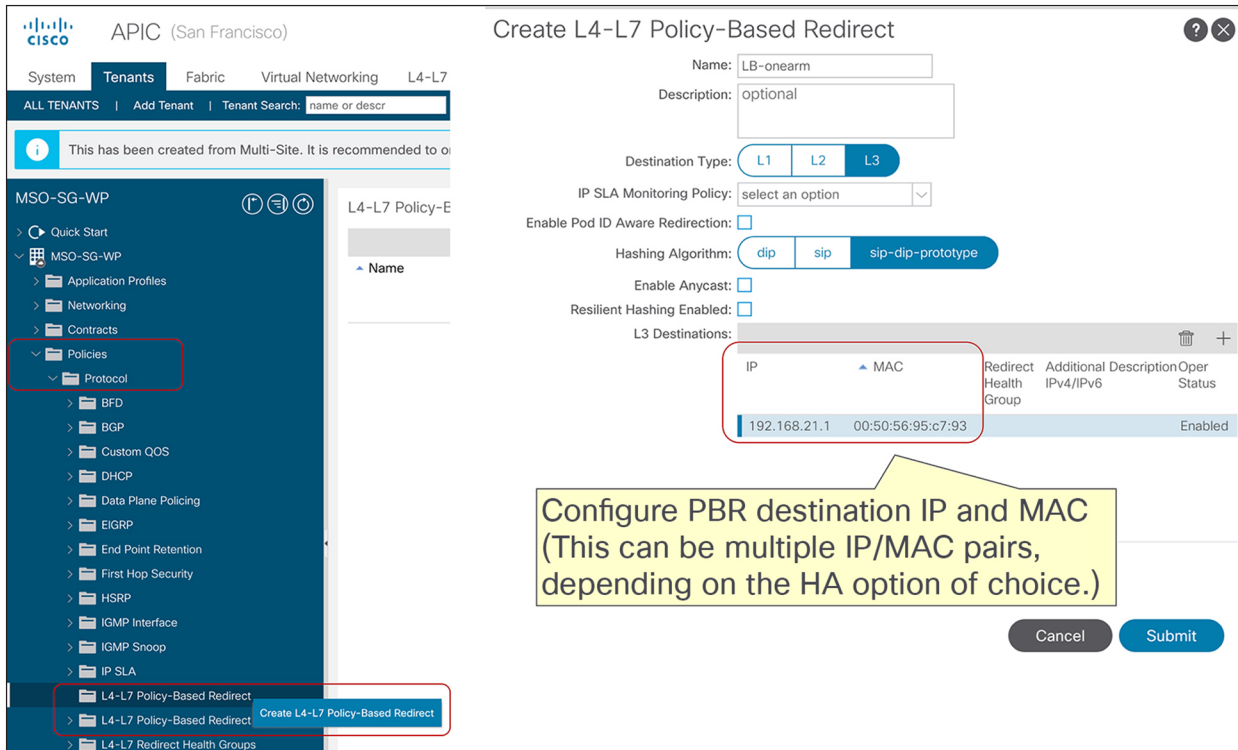 CISCO
APIC (San Francisco)
System Tenants Fabric Virtual Networking L4-L7
ALL TENANTS | Add Tenant | Tenant Search: name or descr
i This has been created from Multi-Site. It is recommended to
MSO-SG-WP
Quick Start
MSO-SG-WP
Application Profiles
Networking
Contracts
Policies
Protocol
BFD
BGP
Custom QOS
DHCP
Data Plane Policing
EIGRP
End Point Retention
First Hop Security
HSRP
IGMP Interface
IGMP Snoop
IP SLA
L4-L7 Policy-Based Redirect
L4-L7 Policy-Based Redirect
L4-L7 Redirect Health Groups
Create L4-L7 Policy-Based Redirect
L4-L7 Policy-
Name
Create L4-L7 Policy-Based Redirect
?
Name: LB-onearm
Description: optional
Destination Type: L1 L2 L3
IP SLA Monitoring Policy: select an option
Enable Pod ID Aware Redirection:
Hashing Algorithm: dip sip sip-dip-prototype
Enable Anycast:
Resilient Hashing Enabled:
L3 Destinations:
IP MAC Redirect Additional Description Oper
Health IPv4/IPv6 Status
Group
192.168.21.1 00:50:56:95:c7:93 Enabled
Configure PBR destination IP and MAC
(This can be multiple IP/MAC pairs,
depending on the HA option of choice.)
Cancel Submit